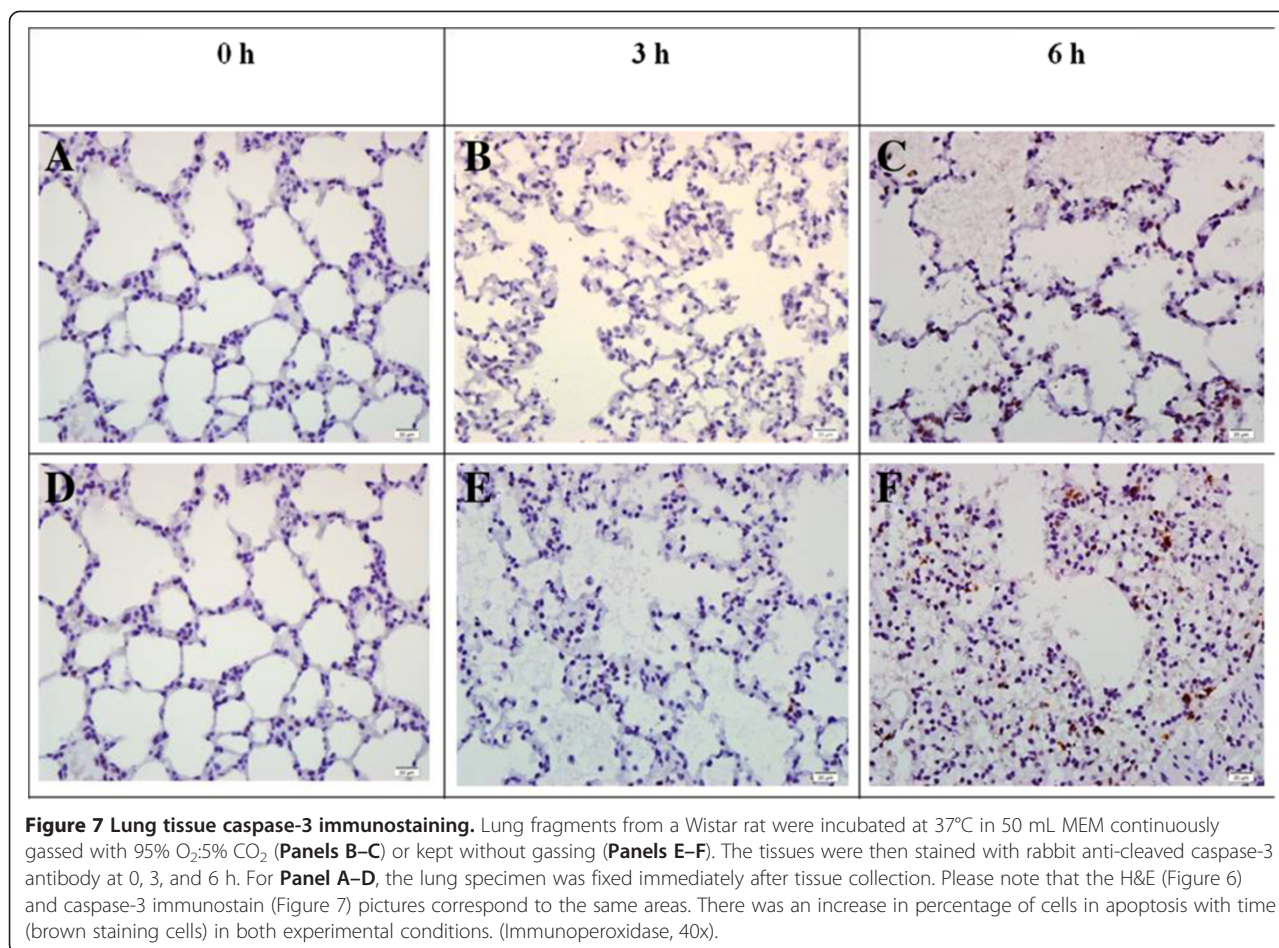 0 h
3 h
6 h
A
B
C
D
E
F
Figure 7 Lung tissue caspase-3 immunostaining. Lung fragments from a Wistar rat were incubated at 37°C in 50 mL MEM continuously
gassed with 95% O₂:5% CO₂ (Panels B–C) or kept without gassing (Panels E–F). The tissues were then stained with rabbit anti-cleaved caspase-3
antibody at 0, 3, and 6 h. For Panel A–D, the lung specimen was fixed immediately after tissue collection. Please note that the H&E (Figure 6)
and caspase-3 immunostain (Figure 7) pictures correspond to the same areas. There was an increase in percentage of cells in apoptosis with time
(brown staining cells) in both experimental conditions. (Immunoperoxidase, 40x).